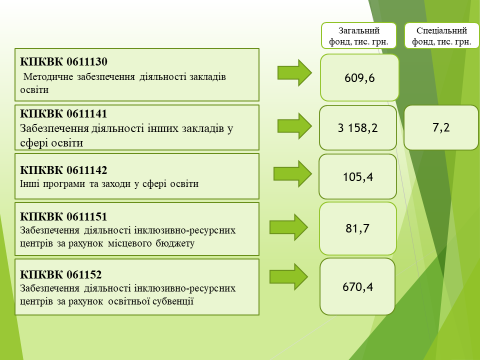 Загальний
фонд, тис. грн.
Спеціальний
фонд, тис. грн.
КПКВК 0611130
Методичне забезпечення діяльності закладів
освіти
609,6
КПКВК 0611141
Забезпечення діяльності інших закладів у
сфері освіти
3 158,2
7,2
КПКВК 0611142
Інші програми та заходи у сфері освіти
105,4
КПКВК 0611151
Забезпечення діяльності інклюзивно-ресурсних
центрів за рахунок місцевого бюджету
81,7
КПКВК 061152
Забезпечення діяльності інклюзивно-ресурсних
центрів за рахунок освітньої субвенції
670,4